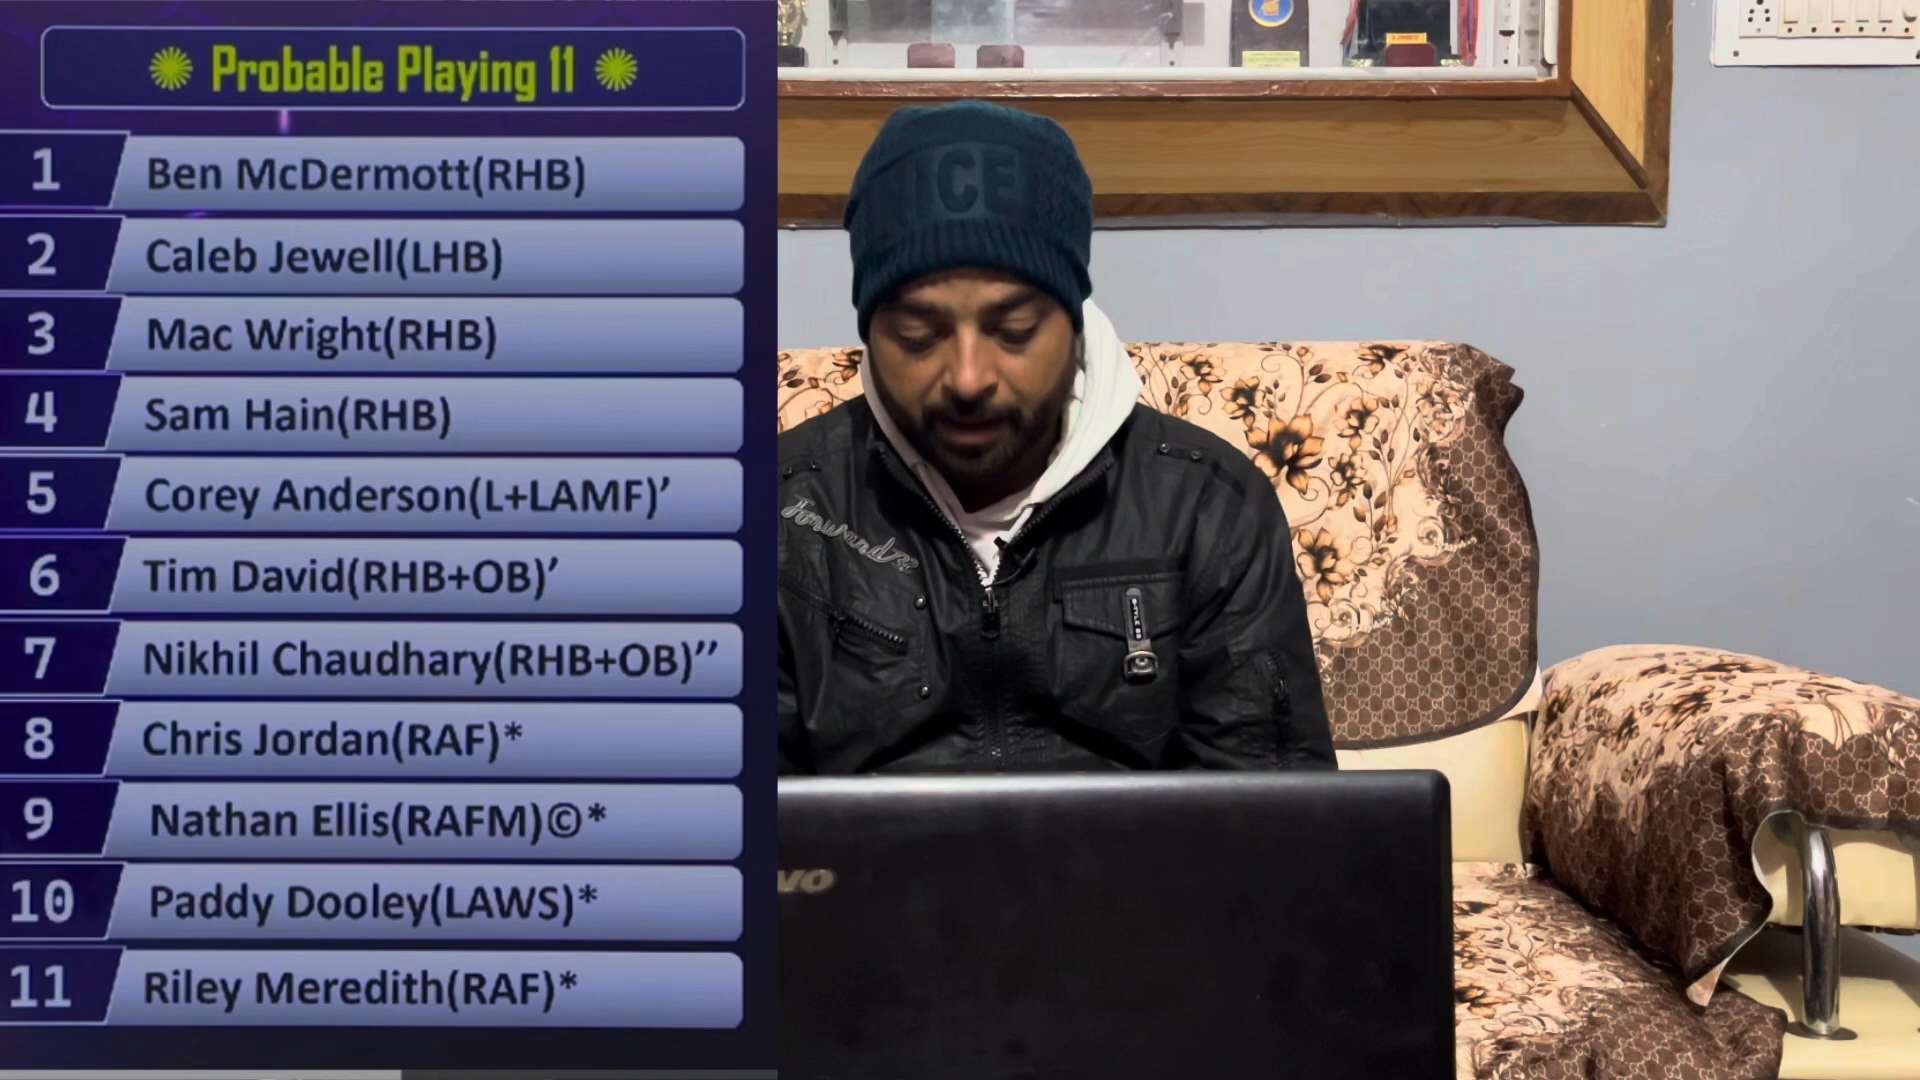 Probable Playing 11
1 Ben McDermott(RHB)
2 Caleb Jewell(LHB)
3 Mac Wright(RHB)
4 Sam Hain(RHB)
5 Corey Anderson(L+LAMF)’
6 Tim David(RHB+OB)’
7 Nikhil Chaudhary(RHB+OB)’’
8 Chris Jordan(RAF)*
9 Nathan Ellis(RAFM)©*
10 Paddy Dooley(LAWS)*
11 Riley Meredith(RAF)*
NICE